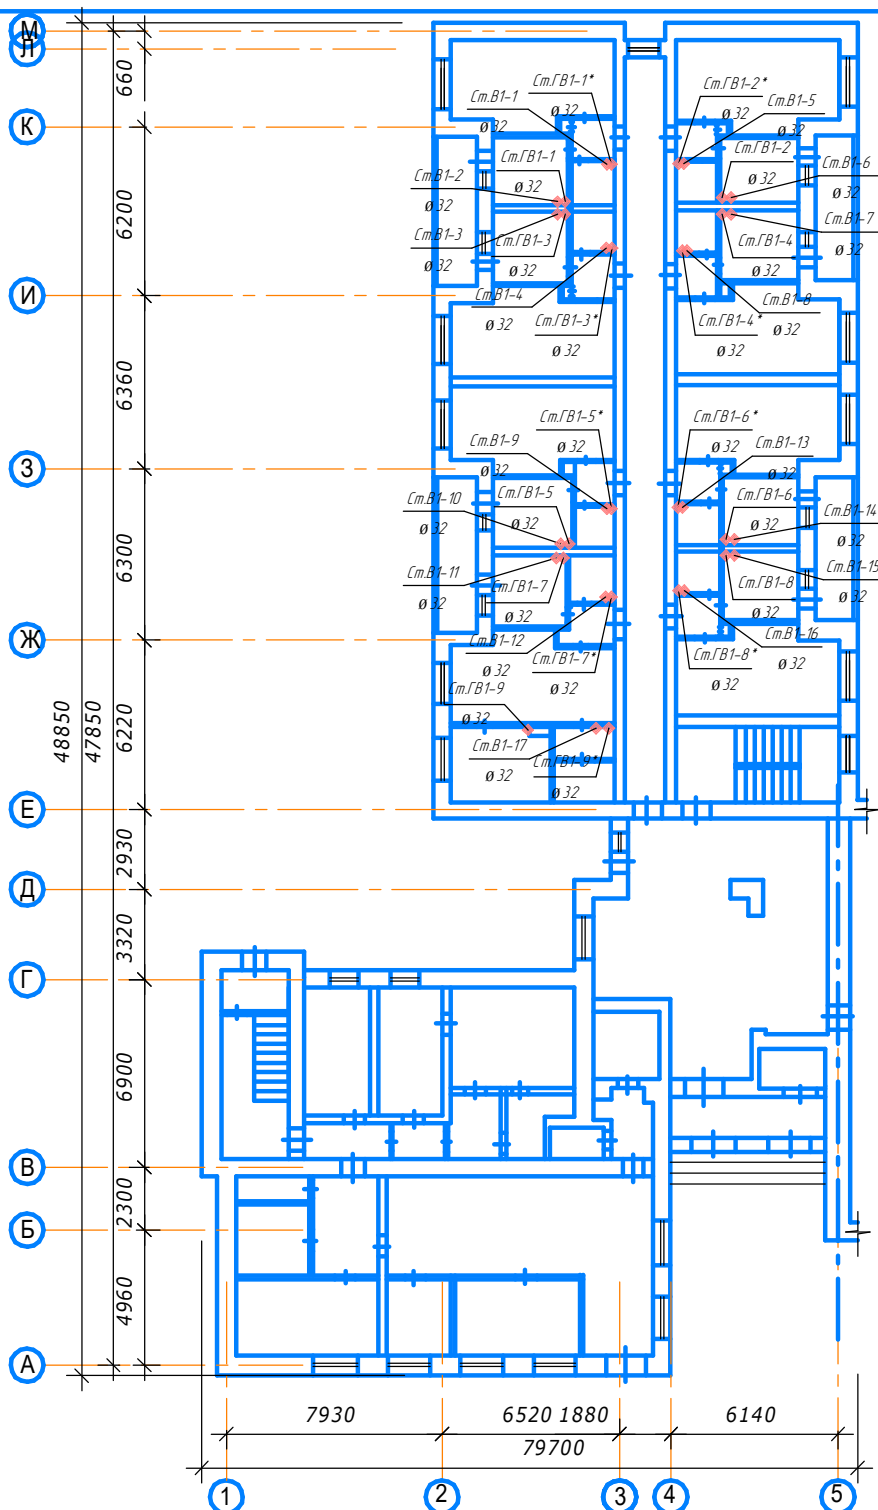 М
Л
660
К
Ст.ГВ1-1*
Ст.В1-1
ø 32
ø 32
Ст.ГВ1-2*
Ст.В1-5
ø 32
ø 32
Ст.ГВ1-1
Ст.В1-2
ø 32
ø 32
Ст.ГВ1-2
Ст.В1-6
ø 32
ø 32
6200
Ст.В1-3
Ст.ГВ1-3
ø 32
ø 32
Ст.В1-7
Ст.ГВ1-4
ø 32
ø 32
И
Ст.В1-4
Ст.ГВ1-3*
ø 32
ø 32
Ст.В1-8
Ст.ГВ1-4*
ø 32
ø 32
6360
Ст.ГВ1-5*
Ст.В1-9
ø 32
ø 32
Ст.ГВ1-6*
Ст.В1-13
ø 32
ø 32
З
Ст.В1-10
Ст.ГВ1-5
ø 32
ø 32
Ст.ГВ1-6
Ст.В1-14
ø 32
ø 32
6300
Ст.В1-11
Ст.ГВ1-7
ø 32
ø 32
Ст.В1-15
Ст.ГВ1-8
ø 32
ø 32
Ж
Ст.В1-12
Ст.ГВ1-7*
ø 32
ø 32
Ст.В1-16
Ст.ГВ1-8*
ø 32
ø 32
6220
48850
47850
Ст.ГВ1-9
ø 32
Ст.В1-17
Ст.ГВ1-9*
ø 32
ø 32
Е
2930
Д
3320
Г
6900
В
2300
Б
4960
А
7930
6520
1880
6140
79700
1
2
3
4
5